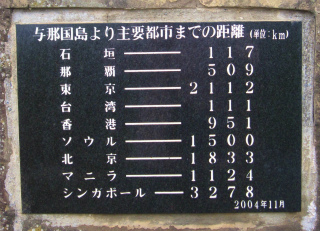 与那国島より主要都市までの距離(単位:km)
石垣 117
那覇 509
東京 2112
台湾 111
香港 951
ソウル 1500
北京 1833
マニラ 1124
シンガポール 3278
2004年11月